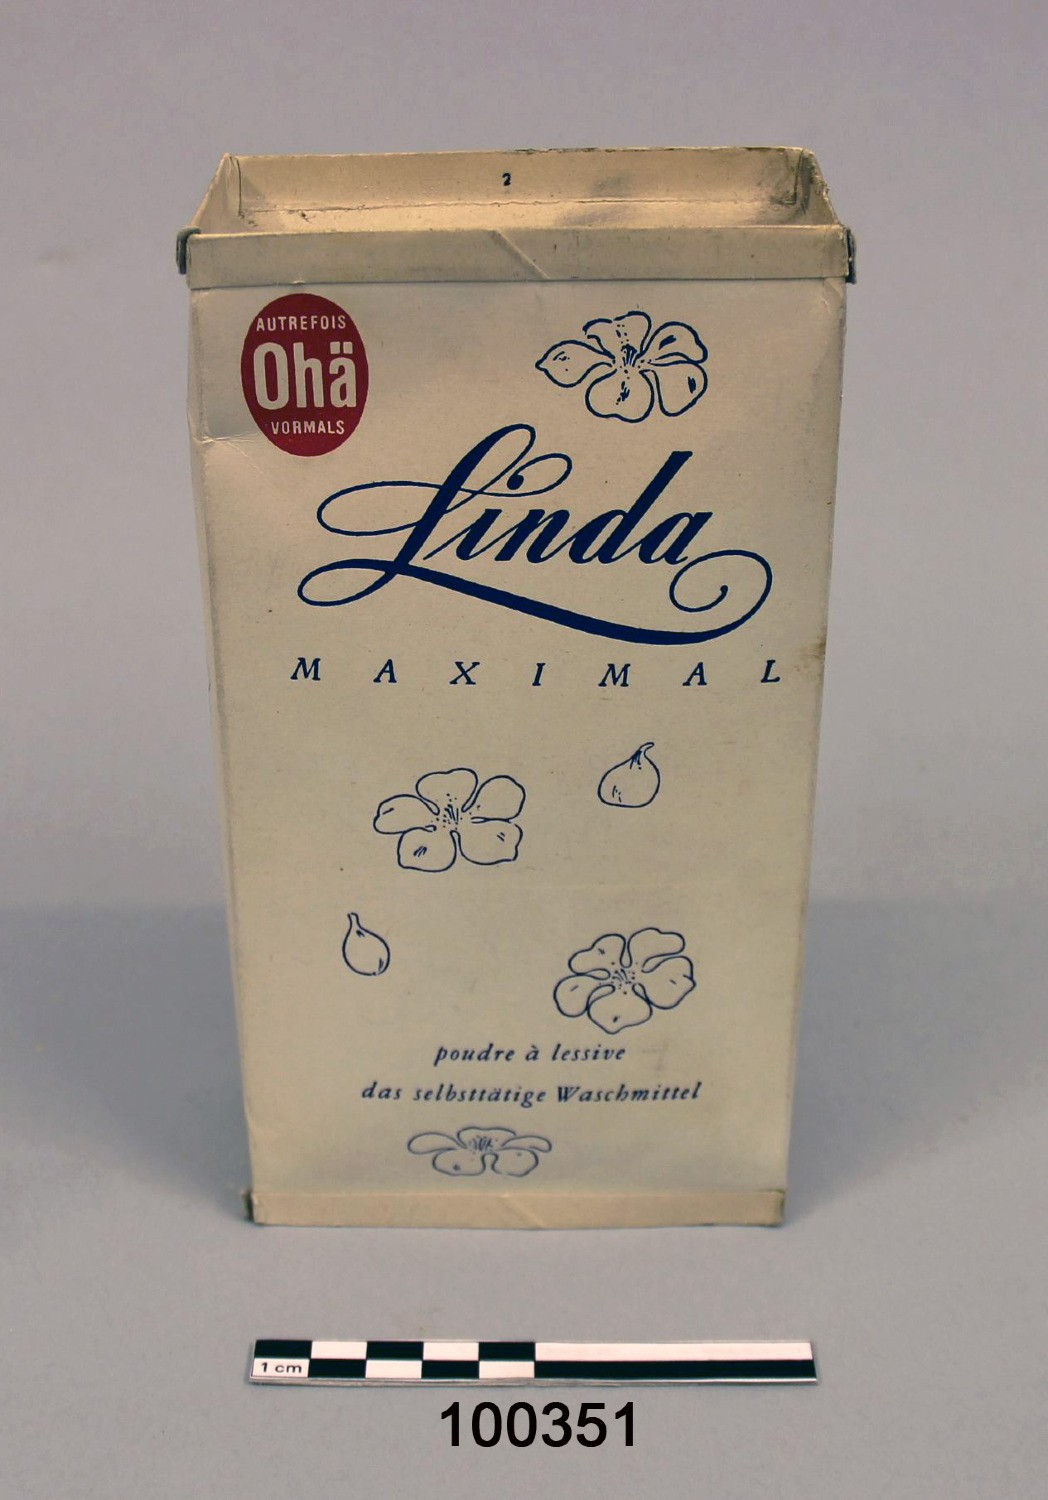 2
AUTREFOIS
Ohä
VORMALS
Linda
MAXIMAL
poudre à lessive
das selbsttätige Waschmittel
1 cm
100351